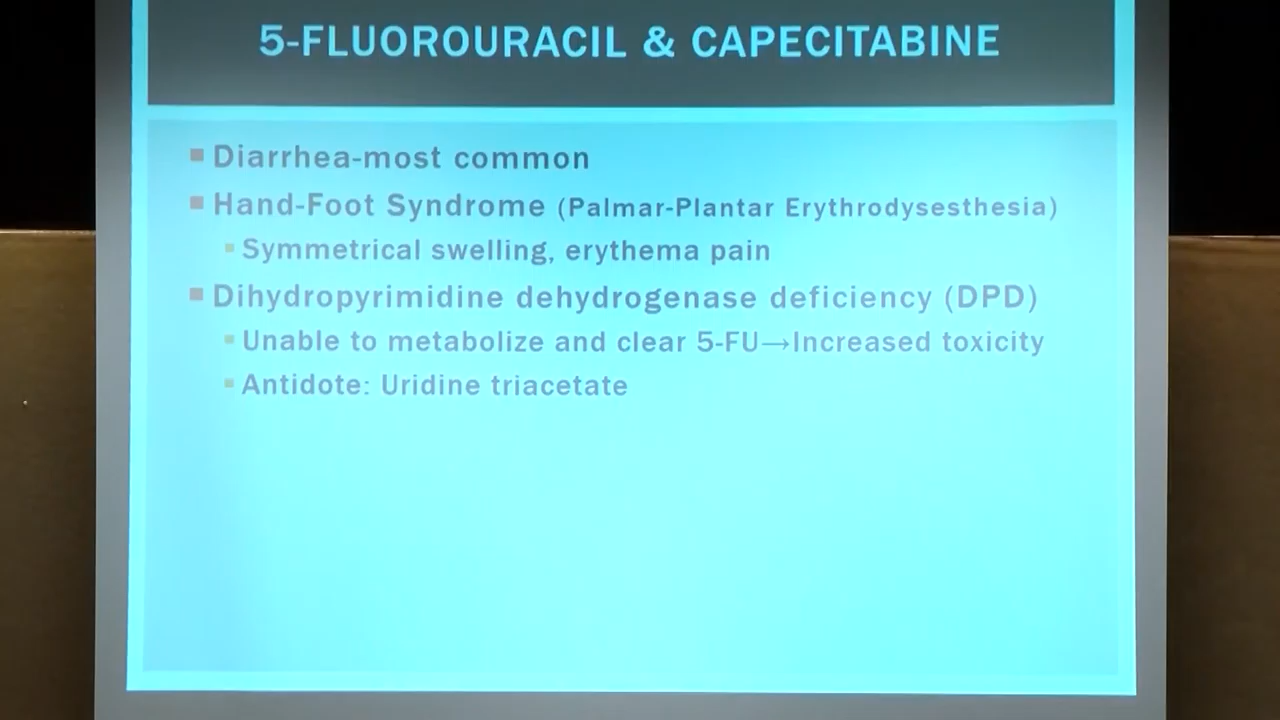 5-FLUOROURACIL & CAPECITABINE
Diarrhea-most common
Hand-Foot Syndrome (Palmar-Plantar Erythrodysesthesia)
Symmetrical swelling, erythema pain
Dihydropyrimidine dehydrogenase deficiency (DPD)
Unable to metabolize and clear 5-FU→Increased toxicity
Antidote: Uridine triacetate